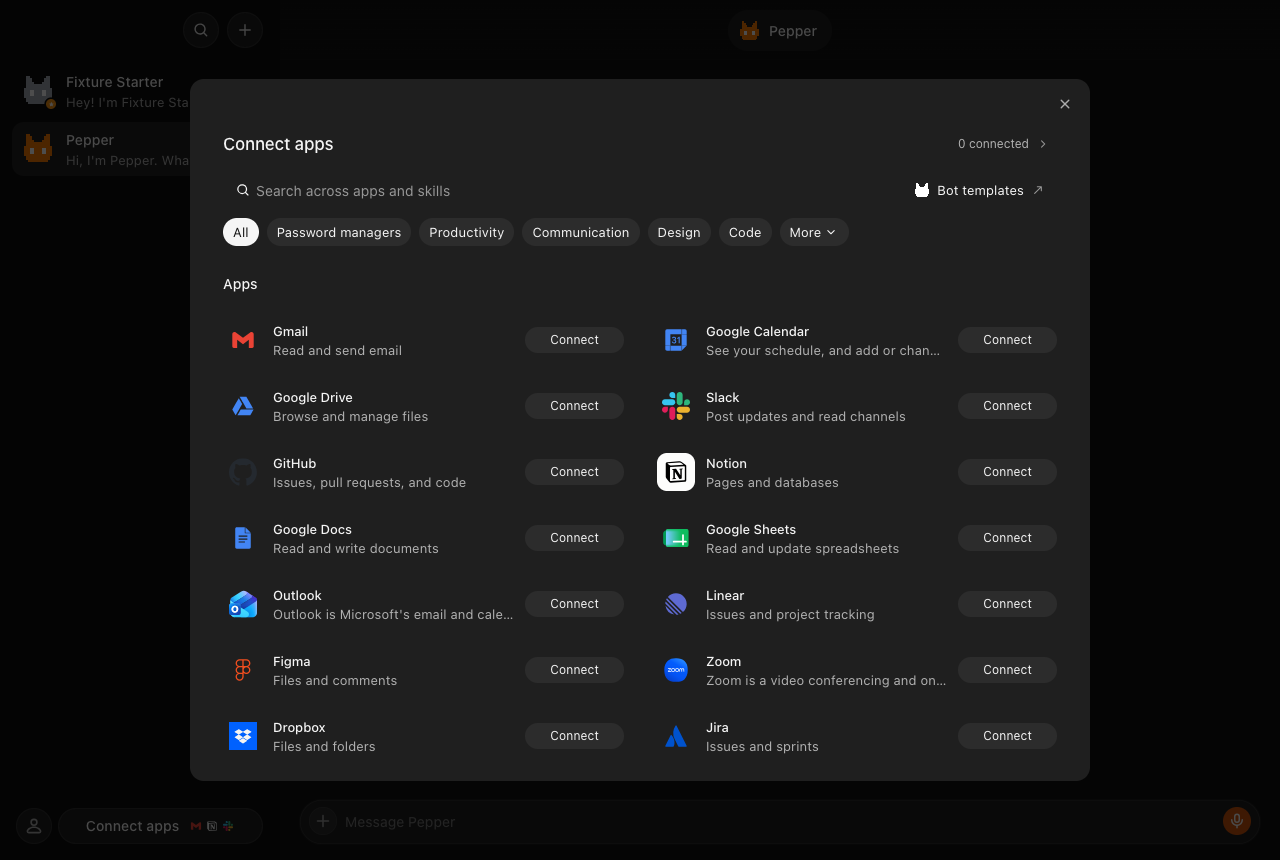 Pepper
Fixture Starter
Hey! I'm Fixture Sta
Pepper
Hi, I'm Pepper. Wha
Connect apps
0 connected
Search across apps and skills
Bot templates
All
Password managers
Productivity
Communication
Design
Code
More
Apps
Gmail
Read and send email
Connect
Google Calendar
See your schedule, and add or chan...
Connect
Google Drive
Browse and manage files
Connect
Slack
Post updates and read channels
Connect
GitHub
Issues, pull requests, and code
Connect
Notion
Pages and databases
Connect
Google Docs
Read and write documents
Connect
Google Sheets
Read and update spreadsheets
Connect
Outlook
Outlook is Microsoft's email and cale...
Connect
Linear
Issues and project tracking
Connect
Figma
Files and comments
Connect
zoom
Zoom
Zoom is a video conferencing and on...
Connect
Dropbox
Files and folders
Connect
Jira
Issues and sprints
Connect
Connect apps
Message Pepper
31